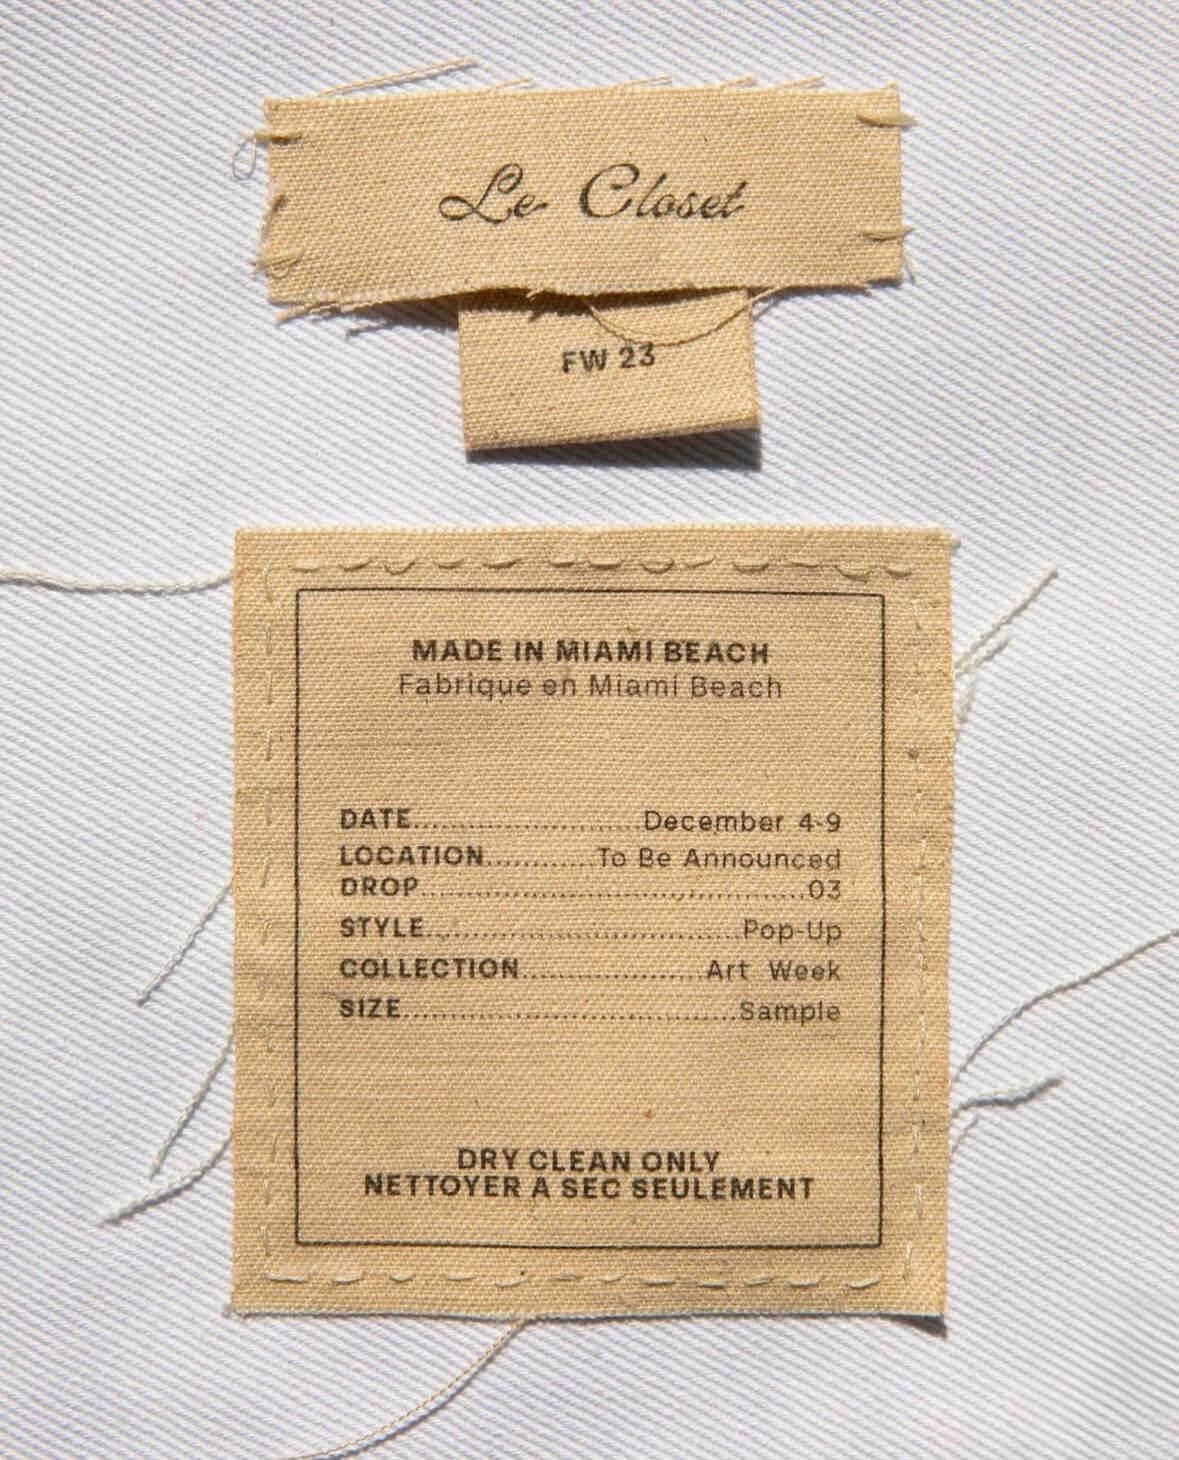 Le Closet
FW 23
MADE IN MIAMI BEACH
Fabrique en Miami Beach
DATE........................December 4-9
LOCATION............To Be Announced
DROP..........................................03
STYLE..................................Pop-Up
COLLECTION....................Art Week
SIZE....................................Sample
DRY CLEAN ONLY
NETTOYER A SEC SEULEMENT